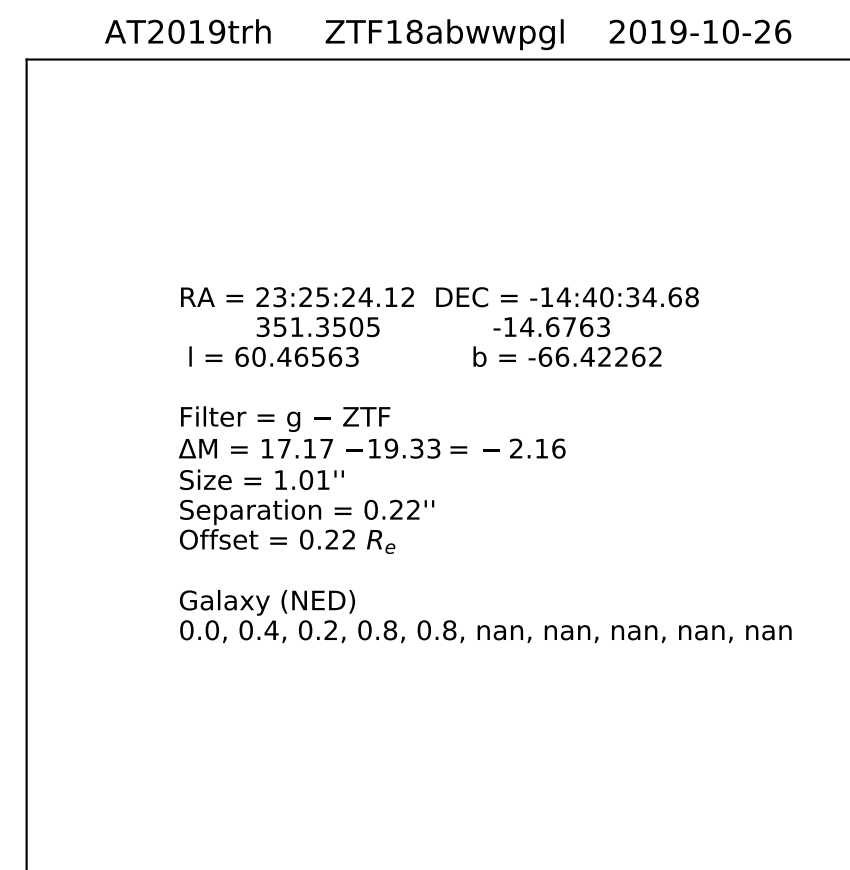 AT2019trh ZTF18abwwpgl 2019-10-26
RA = 23:25:24.12 DEC = -14:40:34.68
351.3505 -14.6763
l = 60.46563 b = -66.42262
Filter = g − ZTF
ΔM = 17.17 −19.33 = − 2.16
Size = 1.01''
Separation = 0.22''
Offset = 0.22 Re
Galaxy (NED)
0.0, 0.4, 0.2, 0.8, 0.8, nan, nan, nan, nan, nan